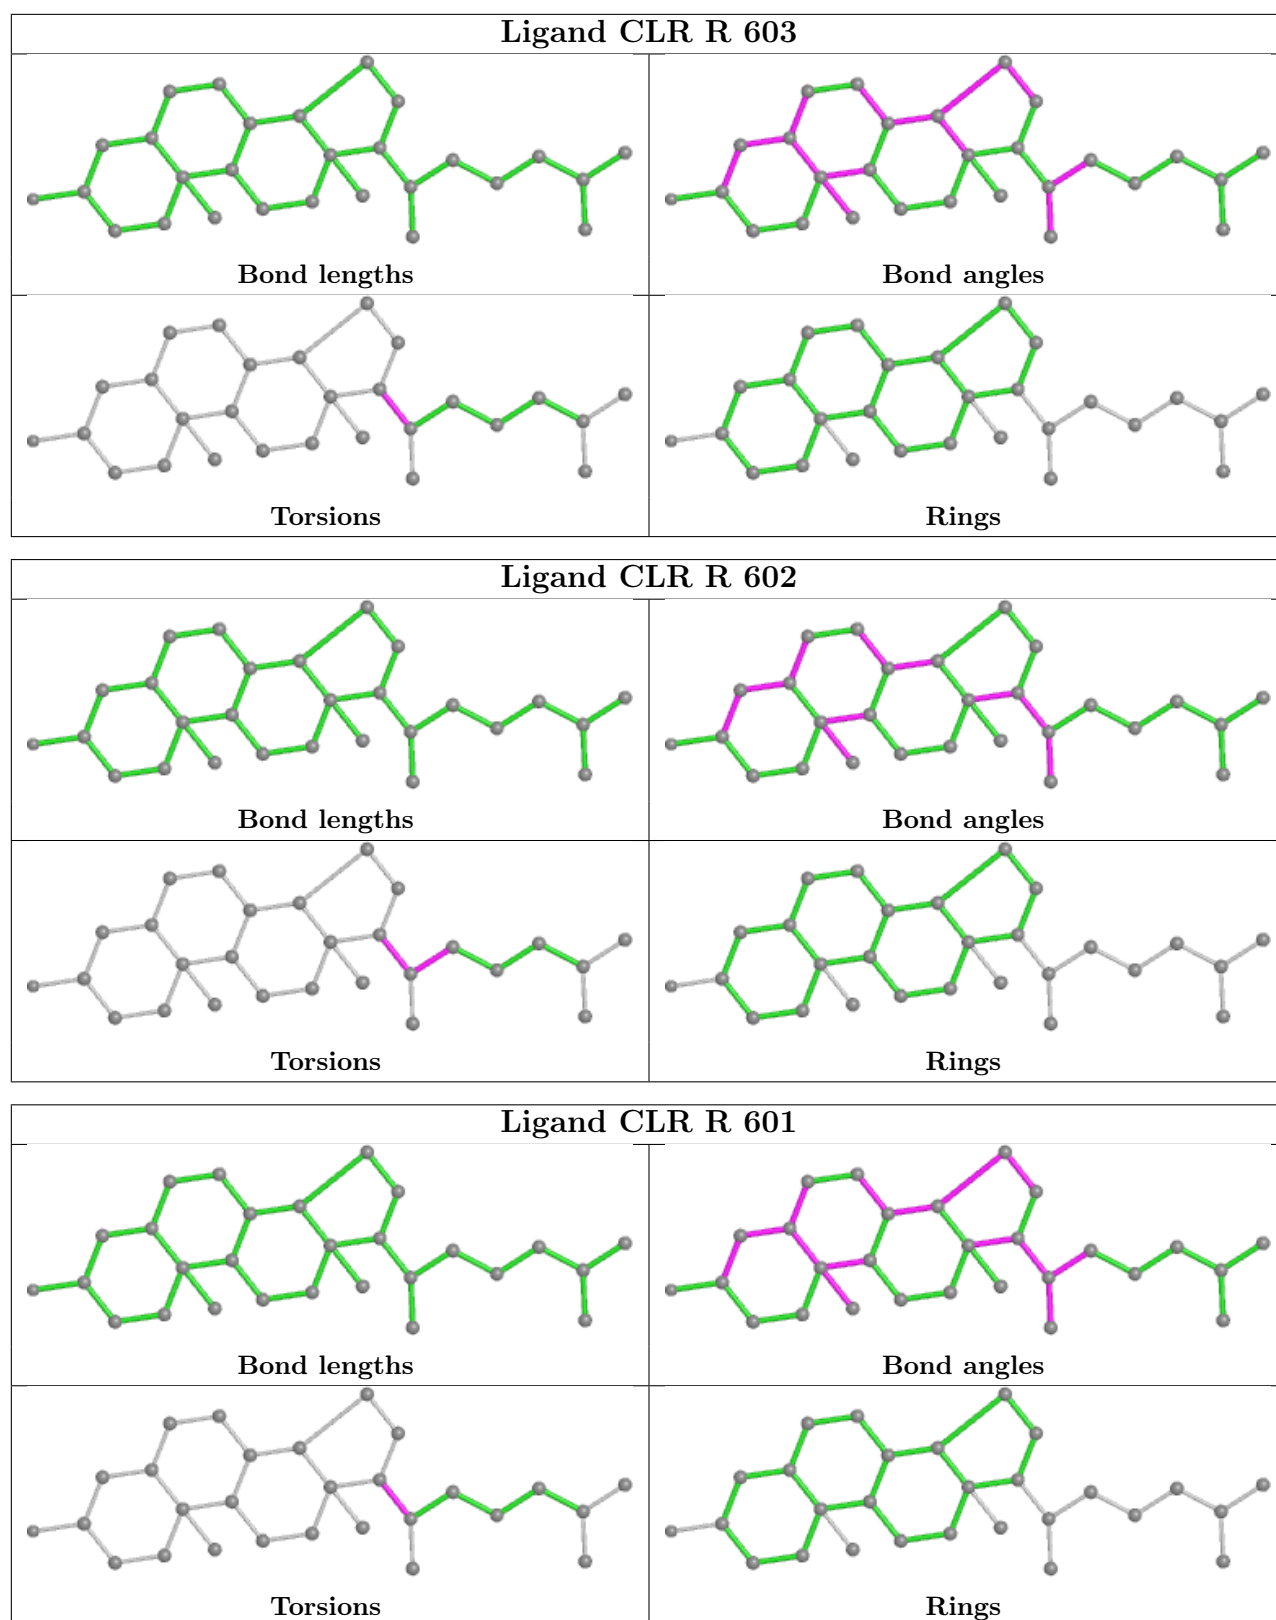 Ligand CLR R 603
Bond lengths
Bond angles
Torsions
Rings
Ligand CLR R 602
Bond lengths
Bond angles
Torsions
Rings
Ligand CLR R 601
Bond lengths
Bond angles
Torsions
Rings